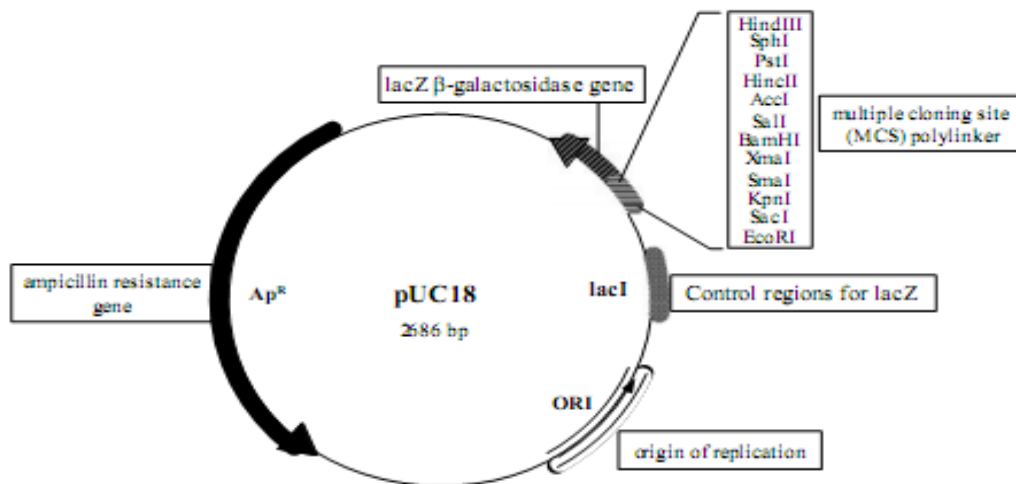 HindIII
SphI
PstI
HincII
AccI
SalI
BamHI
XmaI
SmaI
KpnI
SacI
EcoRI
lacZ β-galactosidase gene
multiple cloning site
(MCS) polylinker
ampicillin resistance
gene
Apᴿ
pUC18
2686 bp
lacI
Control regions for lacZ
ORI
origin of replication